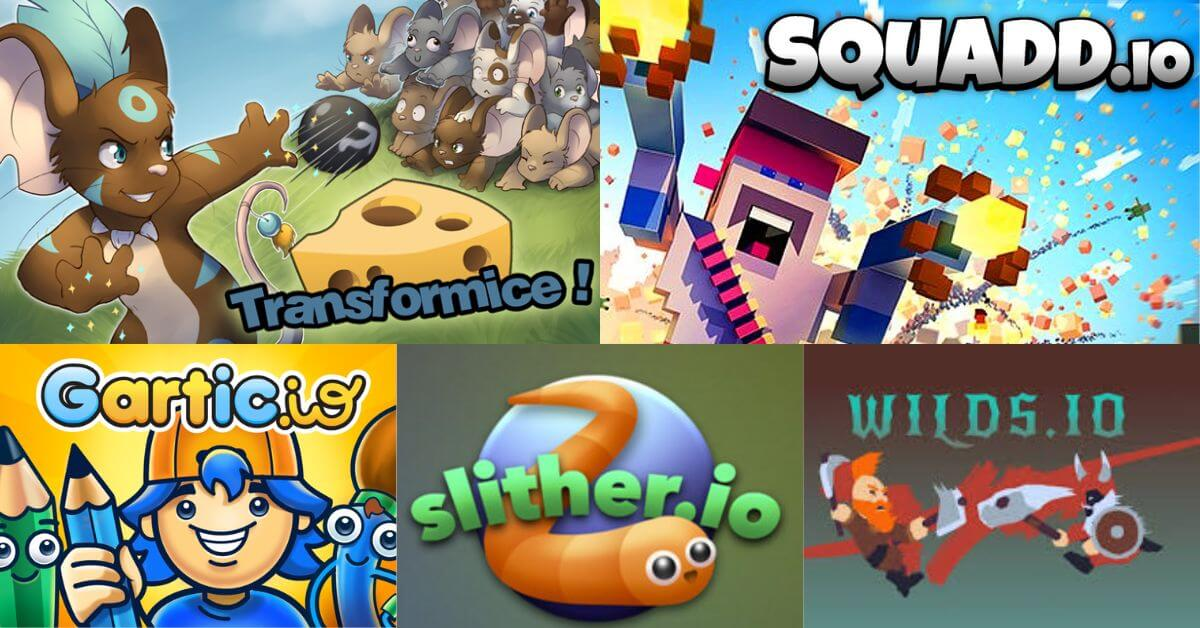 SQUADD.IO
Transformice !
Gartic.io
slither.io
WILDS.IO